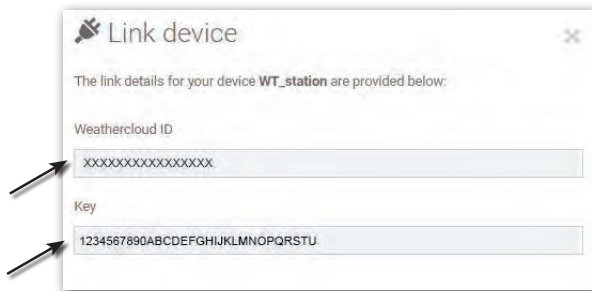 Link device
The link details for your device WT_station are provided below:
Weathercloud ID
XXXXXXXXXXXXXXXX
Key
1234567890ABCDEFGHIJKLMNOPQRSTU